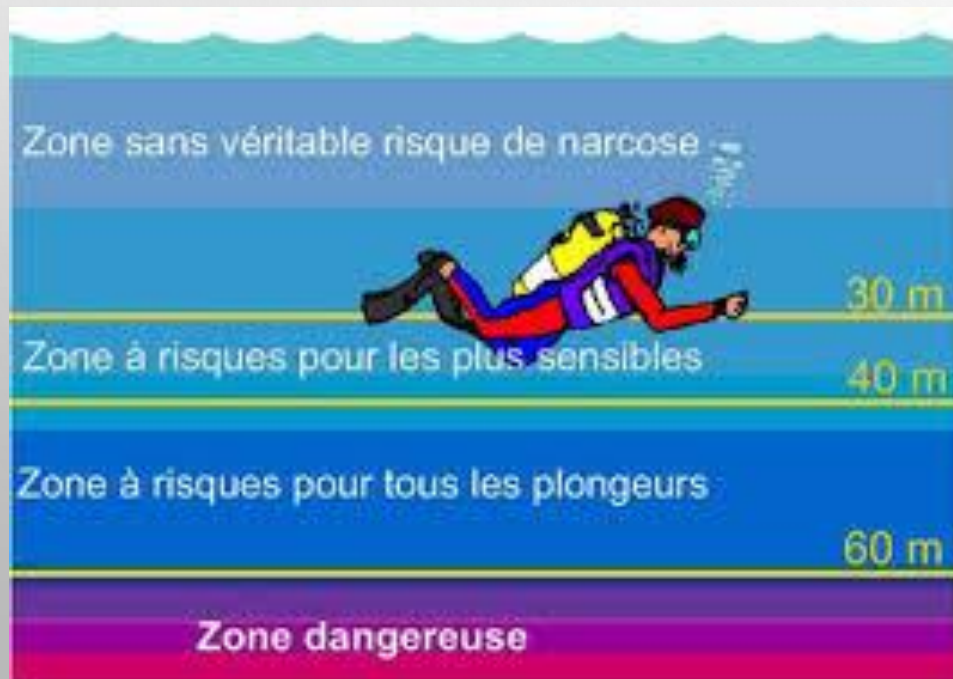 Zone sans véritable risque de narcose
30 m
Zone à risques pour les plus sensibles
40 m
Zone à risques pour tous les plongeurs
60 m
Zone dangereuse